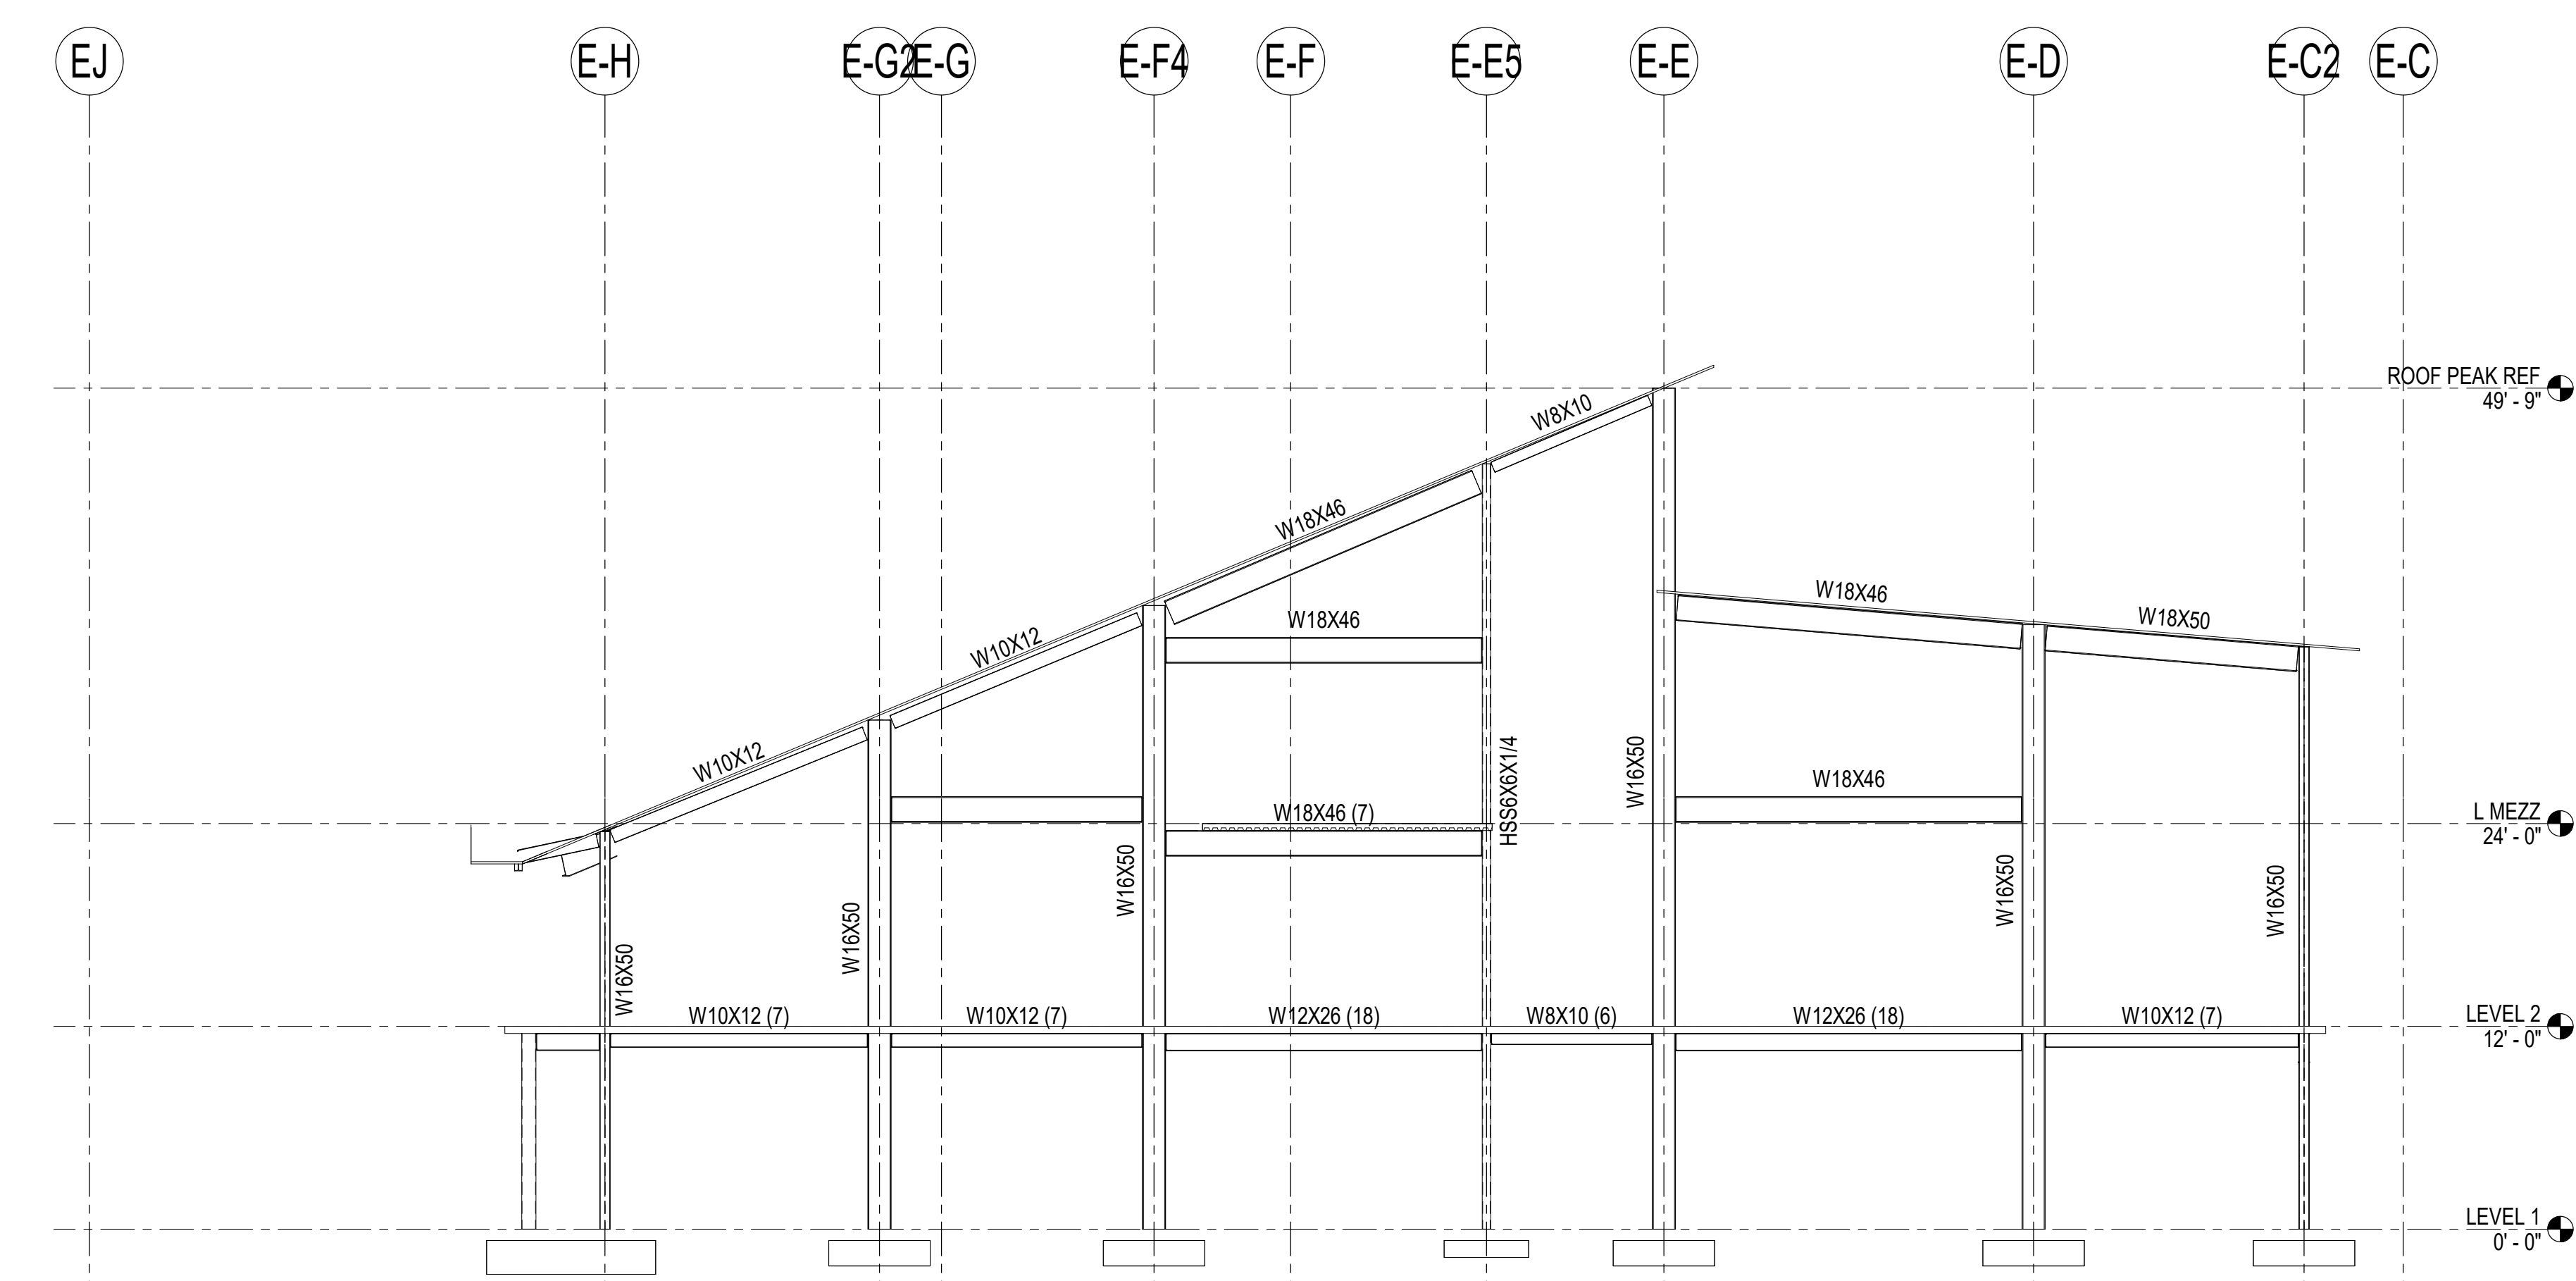 EJ
E-H
E-G2
E-G
E-F4
E-F
E-E5
E-E
E-D
E-C2
E-C
ROOF PEAK REF
49' - 9"
W8X10
W18X46
W18X46
W18X50
W18X46
W10X12
W10X12
HSS6X6X1/4
W16X50
W18X46
W18X46 (7)
L MEZZ
24' - 0"
W16X50
W16X50
W16X50
W16X50
W16X50
W10X12 (7)
W10X12 (7)
W12X26 (18)
W8X10 (6)
W12X26 (18)
W10X12 (7)
LEVEL 2
12' - 0"
LEVEL 1
0' - 0"